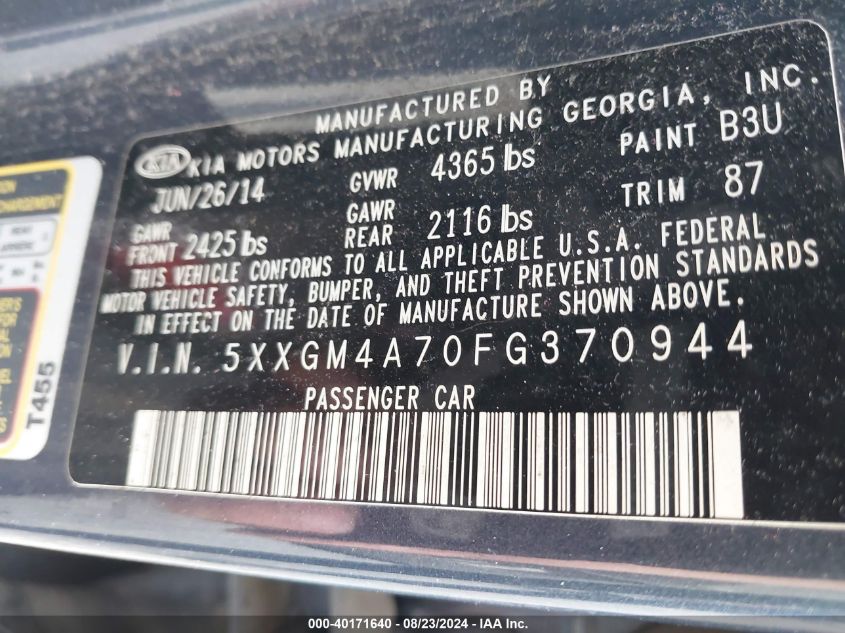 MANUFACTURED BY
KIA KIA MOTORS MANUFACTURING GEORGIA, INC.
JUN/26/14 GVWR 4365 lbs PAINT B3U
GAWR FRONT 2425 lbs GAWR REAR 2116 lbs TRIM 87
THIS VEHICLE CONFORMS TO ALL APPLICABLE U.S.A. FEDERAL
MOTOR VEHICLE SAFETY, BUMPER, AND THEFT PREVENTION STANDARDS
IN EFFECT ON THE DATE OF MANUFACTURE SHOWN ABOVE.
V.I.N. 5XXGM4A70FG370944
PASSENGER CAR
T455
000-40171640 - 08/23/2024 - IAA Inc.